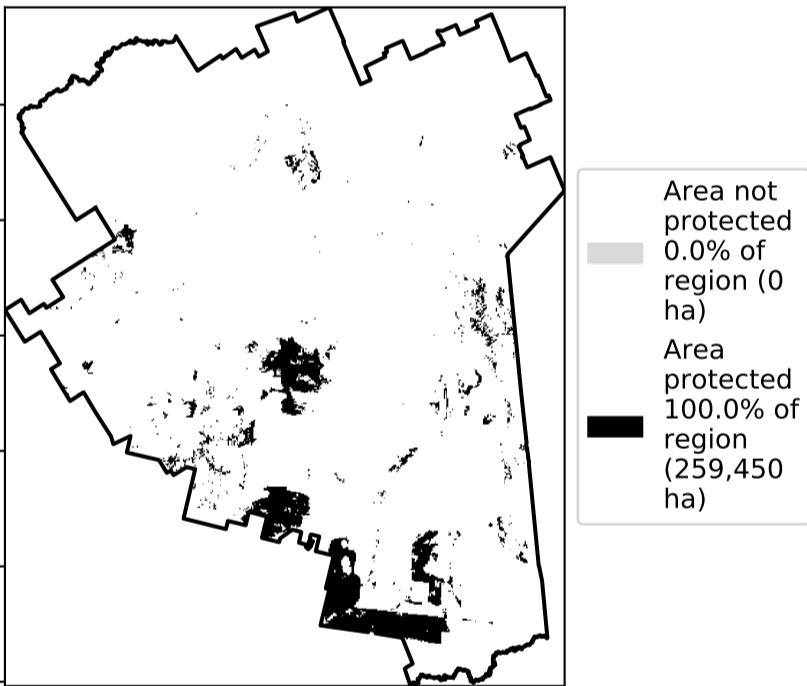 Area not
protected
0.0% of
region (0
ha)
Area
protected
100.0% of
region
(259,450
ha)